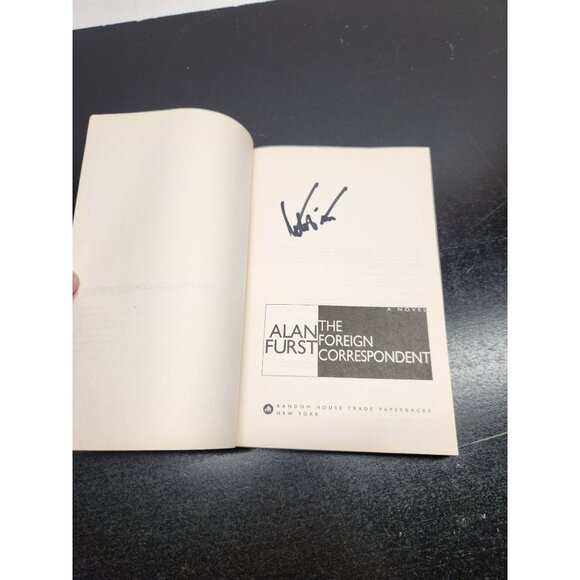 A NOVEL
ALAN
FURST
THE
FOREIGN
CORRESPONDENT
RANDOM HOUSE TRADE PAPERBACKS
NEW YORK